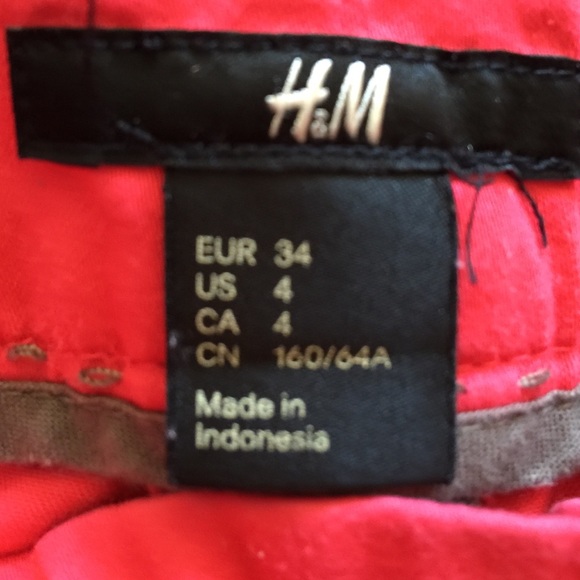 H&M
EUR 34
US 4
CA 4
CN 160/64A
Made in
Indonesia